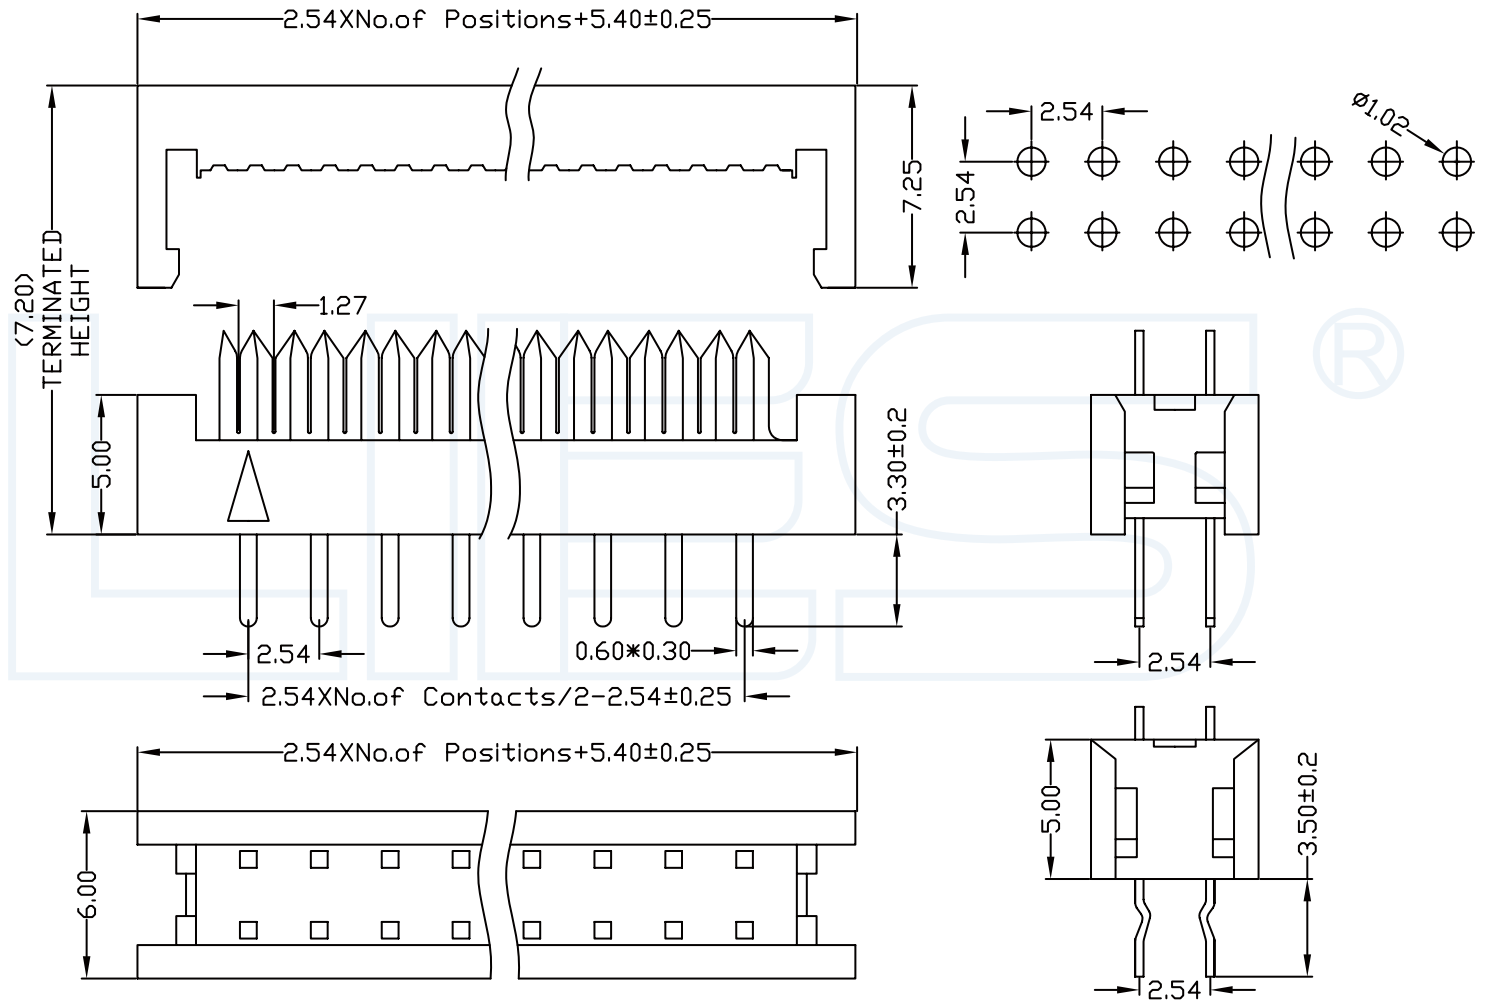 2.54XNo.of Positions+5.40±0.25
2.54
ø1.02
2.54
7.25
(7.20)
TERMINATED
HEIGHT
1.27
5.00
3.30±0.2
LIES®
2.54
0.60*0.30
2.54
2.54XNo.of Contacts/2-2.54±0.25
2.54XNo.of Positions+5.40±0.25
5.00
3.50±0.2
6.00
2.54